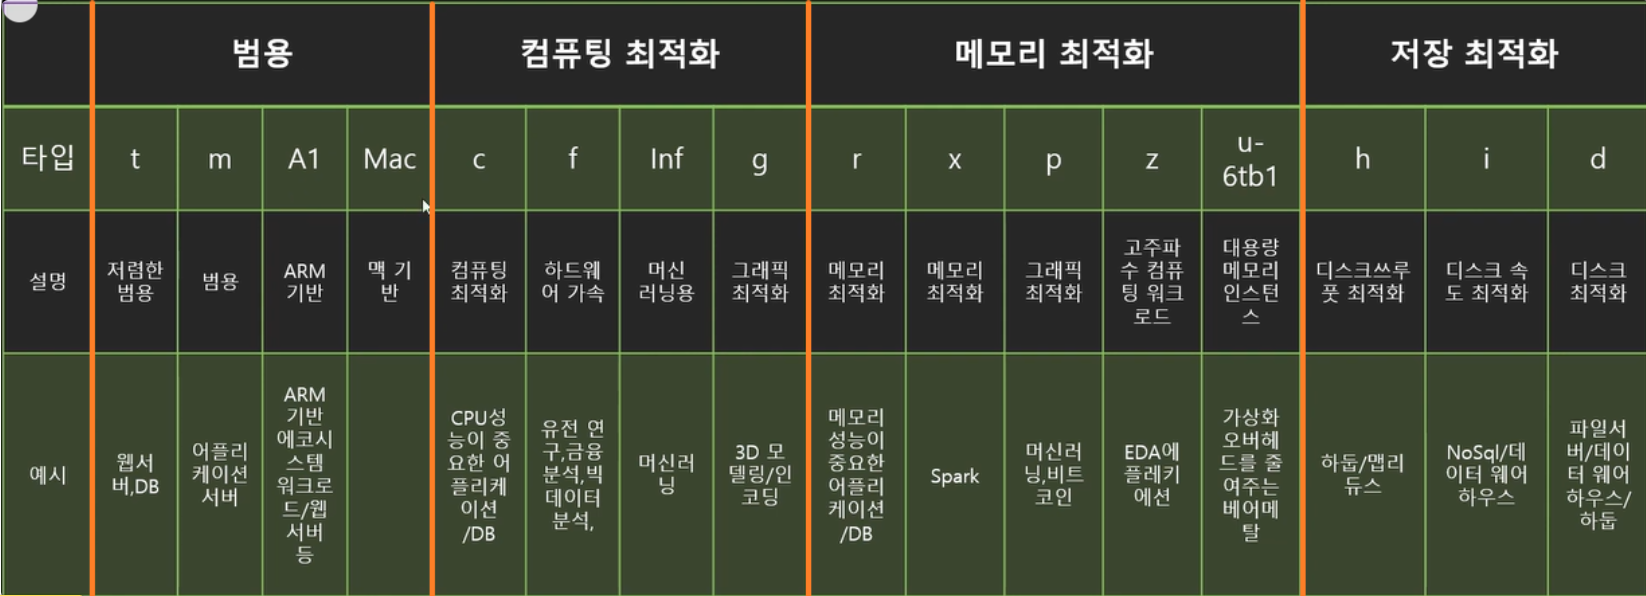 범용
컴퓨팅 최적화
메모리 최적화
저장 최적화
타입
t
m
A1
Mac
c
f
Inf
g
r
x
p
z
u-
6tb1
h
i
d
설명
저렴한
범용
범용
ARM
기반
맥 기
반
컴퓨팅
최적화
하드웨
어 가속
머신
러닝용
그래픽
최적화
메모리
최적화
메모리
최적화
그래픽
최적화
고주파
수 컴퓨
팅 워크
로드
대용량
메모리
인스턴
스
디스크쓰루
풋 최적화
디스크 속
도 최적화
디스크
최적화
예시
웹서
버,DB
어플리
케이션
서버
ARM
기반
에코시
스템
워크로
드/웹
서버
등
CPU성
능이 중
요한 어
플리케
이션
/DB
유전 연
구,금융
분석,빅
데이터
분석,
머신러
닝
3D 모
델링/인
코딩
메모리
성능이
중요한
어플리
케이션
/DB
Spark
머신러
닝,비트
코인
EDA에
플레키
에션
가상화
오버헤
드를 줄
여주는
베어메
탈
하둡/맵리
듀스
NoSql/데
이터 웨어
하우스
파일서
버/데이
터 웨어
하우스/
하둡